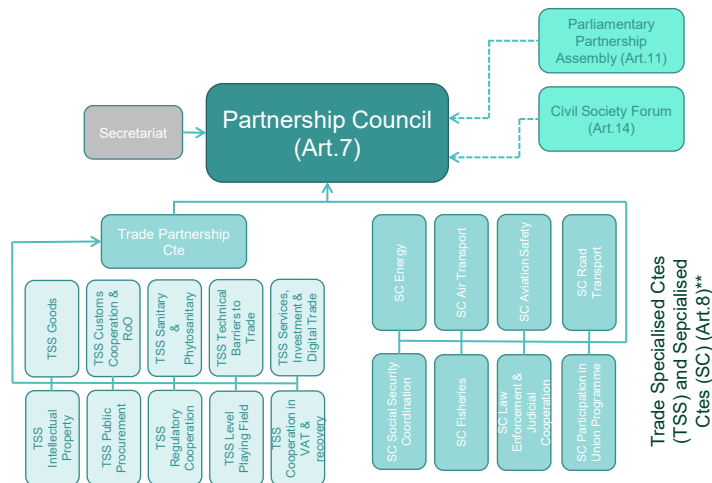 Parliamentary
Partnership
Assembly (Art.11)
Partnership Council
(Art.7)
Secretariat
Civil Society Forum
(Art.14)
Trade Partnership
Cte
TSS Goods
TSS Customs
Cooperation &
RoO
TSS Sanitary
&
Phytosanitary
TSS Technical
Barriers to
Trade
TSS Services,
Investment &
Digital Trade
TSS
Intellectual
Property
TSS Public
Procurement
TSS
Regulatory
Cooperation
TSS Level
Playing Field
TSS
Cooperation in
VAT &
recovery
SC Energy
SC Air Transport
SC Aviation Safety
SC Road
Transport
SC Social Security
Coordination
SC Fisheries
SC Law
Enforcement &
Judicial
Cooperation
SC Participation in
Union Programme
Trade Specialised Ctes
(TSS) and Sepcialised
Ctes (SC) (Art.8)**